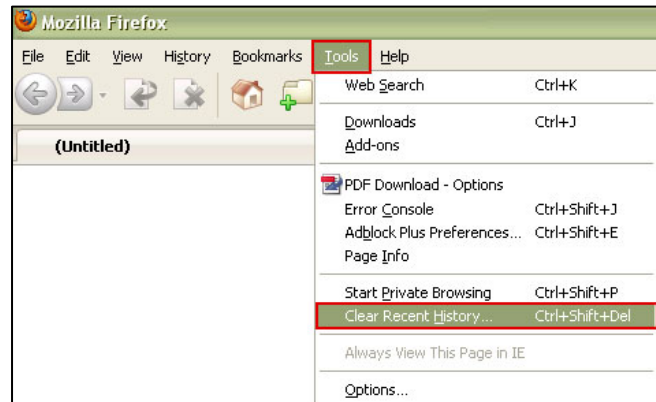 Mozilla Firefox
File Edit View History Bookmarks Tools Help
Web Search Ctrl+K
Downloads Ctrl+J
(Untitled)
Add-ons
PDF Download - Options
Error Console Ctrl+Shift+J
Adblock Plus Preferences... Ctrl+Shift+E
Page Info
Start Private Browsing Ctrl+Shift+P
Clear Recent History... Ctrl+Shift+Del
Always View This Page in IE
Options...